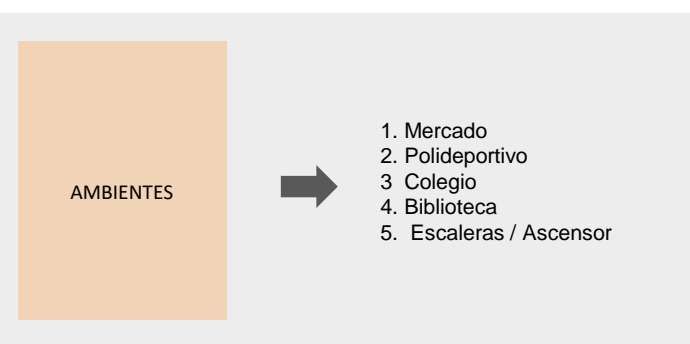 AMBIENTES
1. Mercado
2. Polideportivo
3 Colegio
4. Biblioteca
5. Escaleras / Ascensor